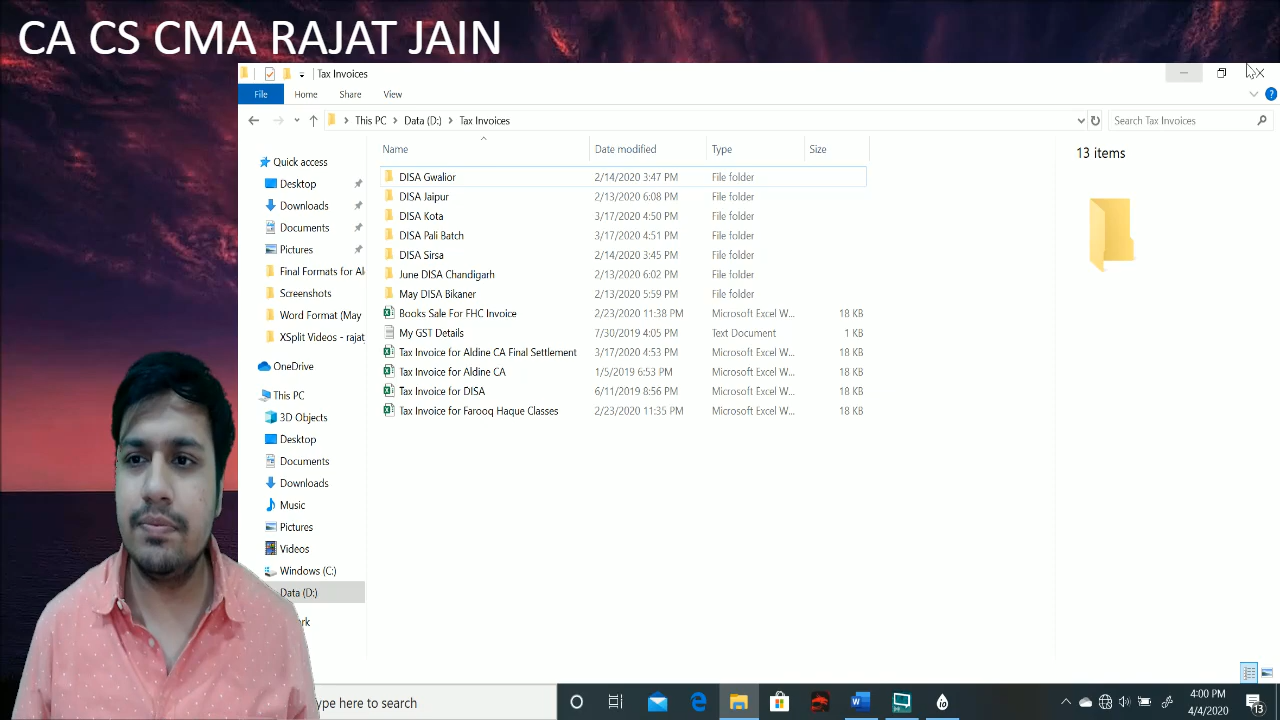 CA CS CMA RAJAT JAIN
Tax Invoices
File Home Share View
This PC Data (D:) Tax Invoices Search Tax Invoices
Name Date modified Type Size
13 items
Quick access
Desktop
Downloads
Documents
Pictures
Final Formats for Al
Screenshots
Word Format (May
XSplit Videos - rajat
OneDrive
This PC
3D Objects
Desktop
Documents
Downloads
Music
Pictures
Videos
Windows (C:)
Data (D:)
DISA Gwalior 2/14/2020 3:47 PM File folder
DISA Jaipur 2/13/2020 6:08 PM File folder
DISA Kota 3/17/2020 4:50 PM File folder
DISA Pali Batch 3/17/2020 4:51 PM File folder
DISA Sirsa 2/14/2020 3:45 PM File folder
June DISA Chandigarh 2/13/2020 6:02 PM File folder
May DISA Bikaner 2/13/2020 5:59 PM File folder
Books Sale For FHC Invoice 2/23/2020 11:38 PM Microsoft Excel W... 18 KB
My GST Details 7/30/2019 4:05 PM Text Document 1 KB
Tax Invoice for Aldine CA Final Settlement 3/17/2020 4:53 PM Microsoft Excel W... 18 KB
Tax Invoice for Aldine CA 1/5/2019 6:53 PM Microsoft Excel W... 18 KB
Tax Invoice for DISA 6/11/2019 8:56 PM Microsoft Excel W... 18 KB
Tax Invoice for Farooq Haque Classes 2/23/2020 11:35 PM Microsoft Excel W... 18 KB
ype here to search
4:00 PM
4/4/2020
13